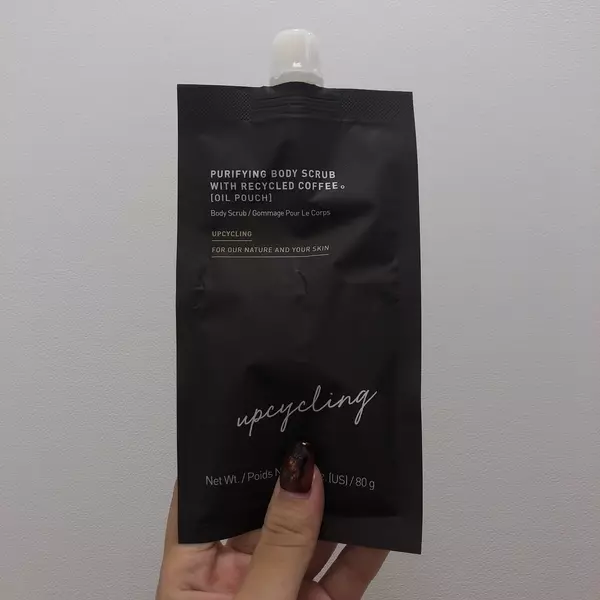 PURIFYING BODY SCRUB
WITH RECYCLED COFFEE
[OIL POUCH]
Body Scrub / Gommage Pour Le Corps
UPCYCLING
FOR OUR NATURE AND YOUR SKIN
upcycling
Net Wt. / Poids [US] / 80 g